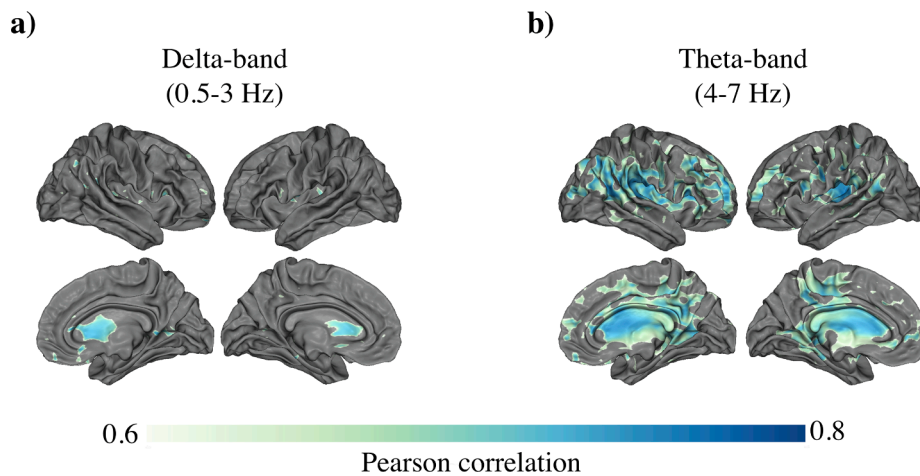 a)
Delta-band
(0.5-3 Hz)
b)
Theta-band
(4-7 Hz)
0.6
0.8
Pearson correlation